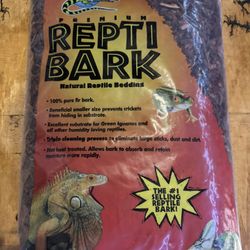 PREMIUM
REPTI
BARK
Natural Reptile Bedding
• 100% pure fir bark.
• Beneficial smaller size prevents crickets
from hiding in substrate.
• Excellent substrate for Green Iguanas and
all other humidity loving reptiles.
• Triple cleaning process to eliminate large sticks, dust and dirt.
• Not heat treated. Allows bark to absorb and retain
moisture more rapidly.
THE #1
SELLING
REPTILE
BARK!